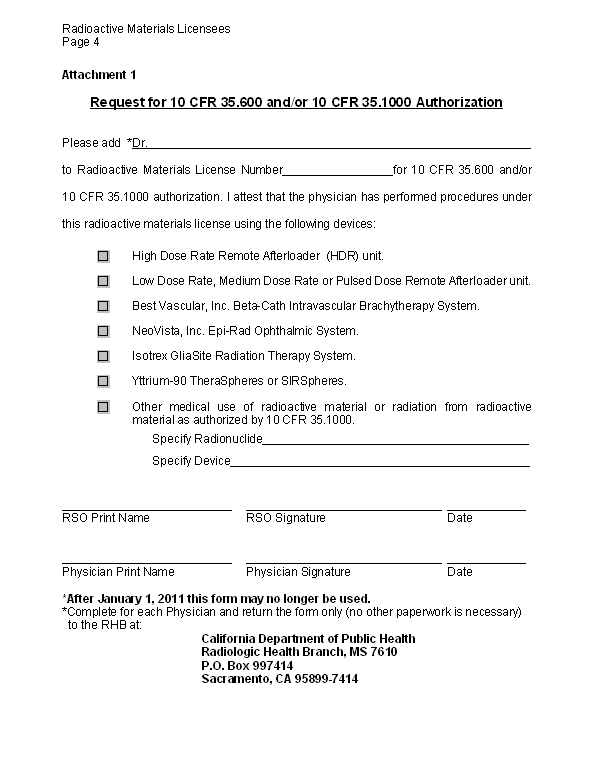 Radioactive Materials Licensees
Page 4
Attachment 1
Request for 10 CFR 35.600 and/or 10 CFR 35.1000 Authorization
Please add *Dr.
to Radioactive Materials License Number________________for 10 CFR 35.600 and/or
10 CFR 35.1000 authorization. I attest that the physician has performed procedures under
this radioactive materials license using the following devices:
High Dose Rate Remote Afterloader (HDR) unit.
Low Dose Rate, Medium Dose Rate or Pulsed Dose Remote Afterloader unit.
Best Vascular, Inc. Beta-Cath Intravascular Brachytherapy System.
NeoVista, Inc. Epi-Rad Ophthalmic System.
Isotrex GliaSite Radiation Therapy System.
Yttrium-90 TheraSpheres or SIRSpheres.
Other medical use of radioactive material or radiation from radioactive
material as authorized by 10 CFR 35.1000.
Specify Radionuclide
Specify Device
RSO Print Name RSO Signature Date
Physician Print Name Physician Signature Date
*After January 1, 2011 this form may no longer be used.
*Complete for each Physician and return the form only (no other paperwork is necessary)
to the RHB at:
California Department of Public Health
Radiologic Health Branch, MS 7610
P.O. Box 997414
Sacramento, CA 95899-7414